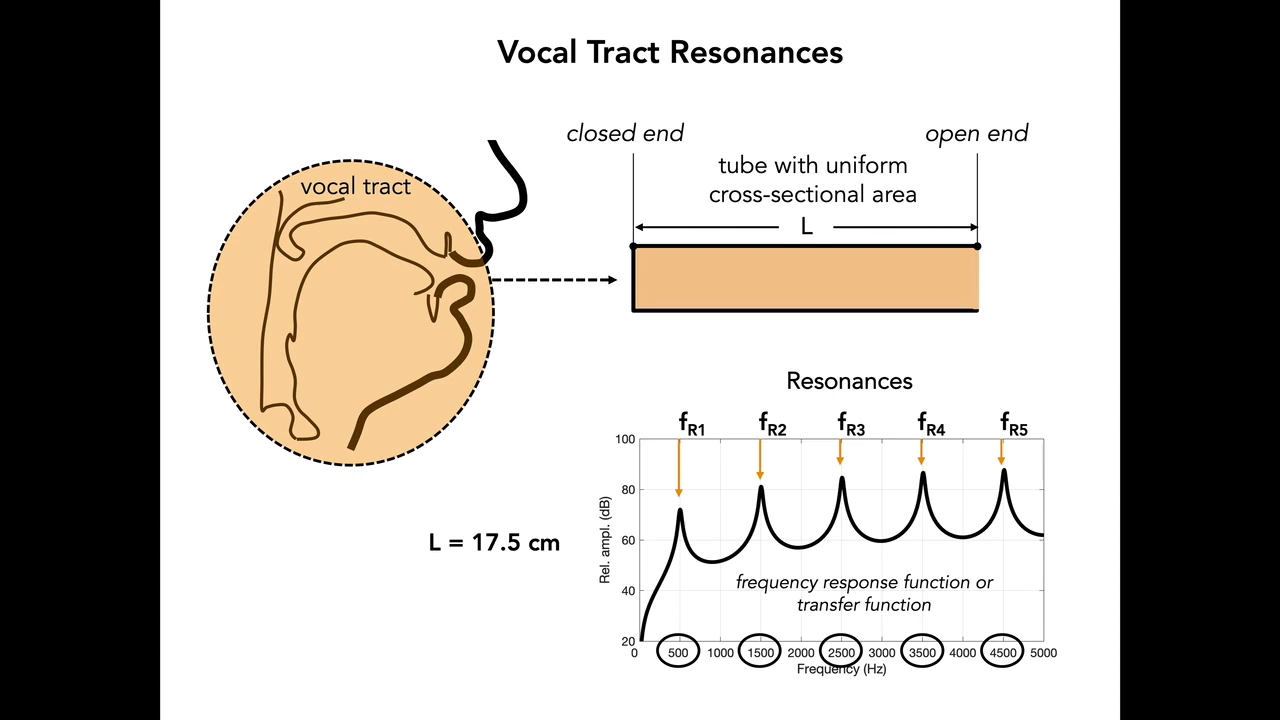 Vocal Tract Resonances
vocal tract
closed end
open end
tube with uniform
cross-sectional area
L
L = 17.5 cm
Resonances
fR1 fR2 fR3 fR4 fR5
100
80
60
40
20
Rel. ampl. (dB)
frequency response function or
transfer function
0 500 1000 1500 2000 2500 3000 3500 4000 4500 5000
Frequency (Hz)